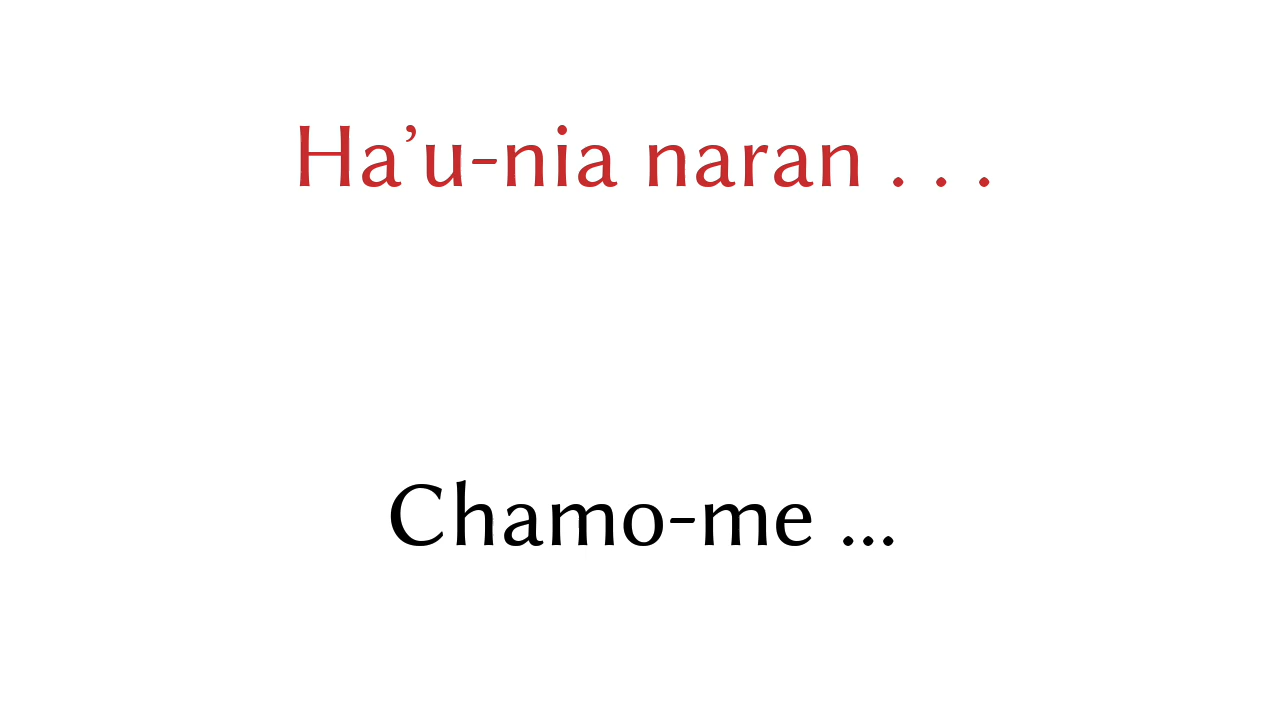 Ha’u-nia naran . . .
Chamo-me ...